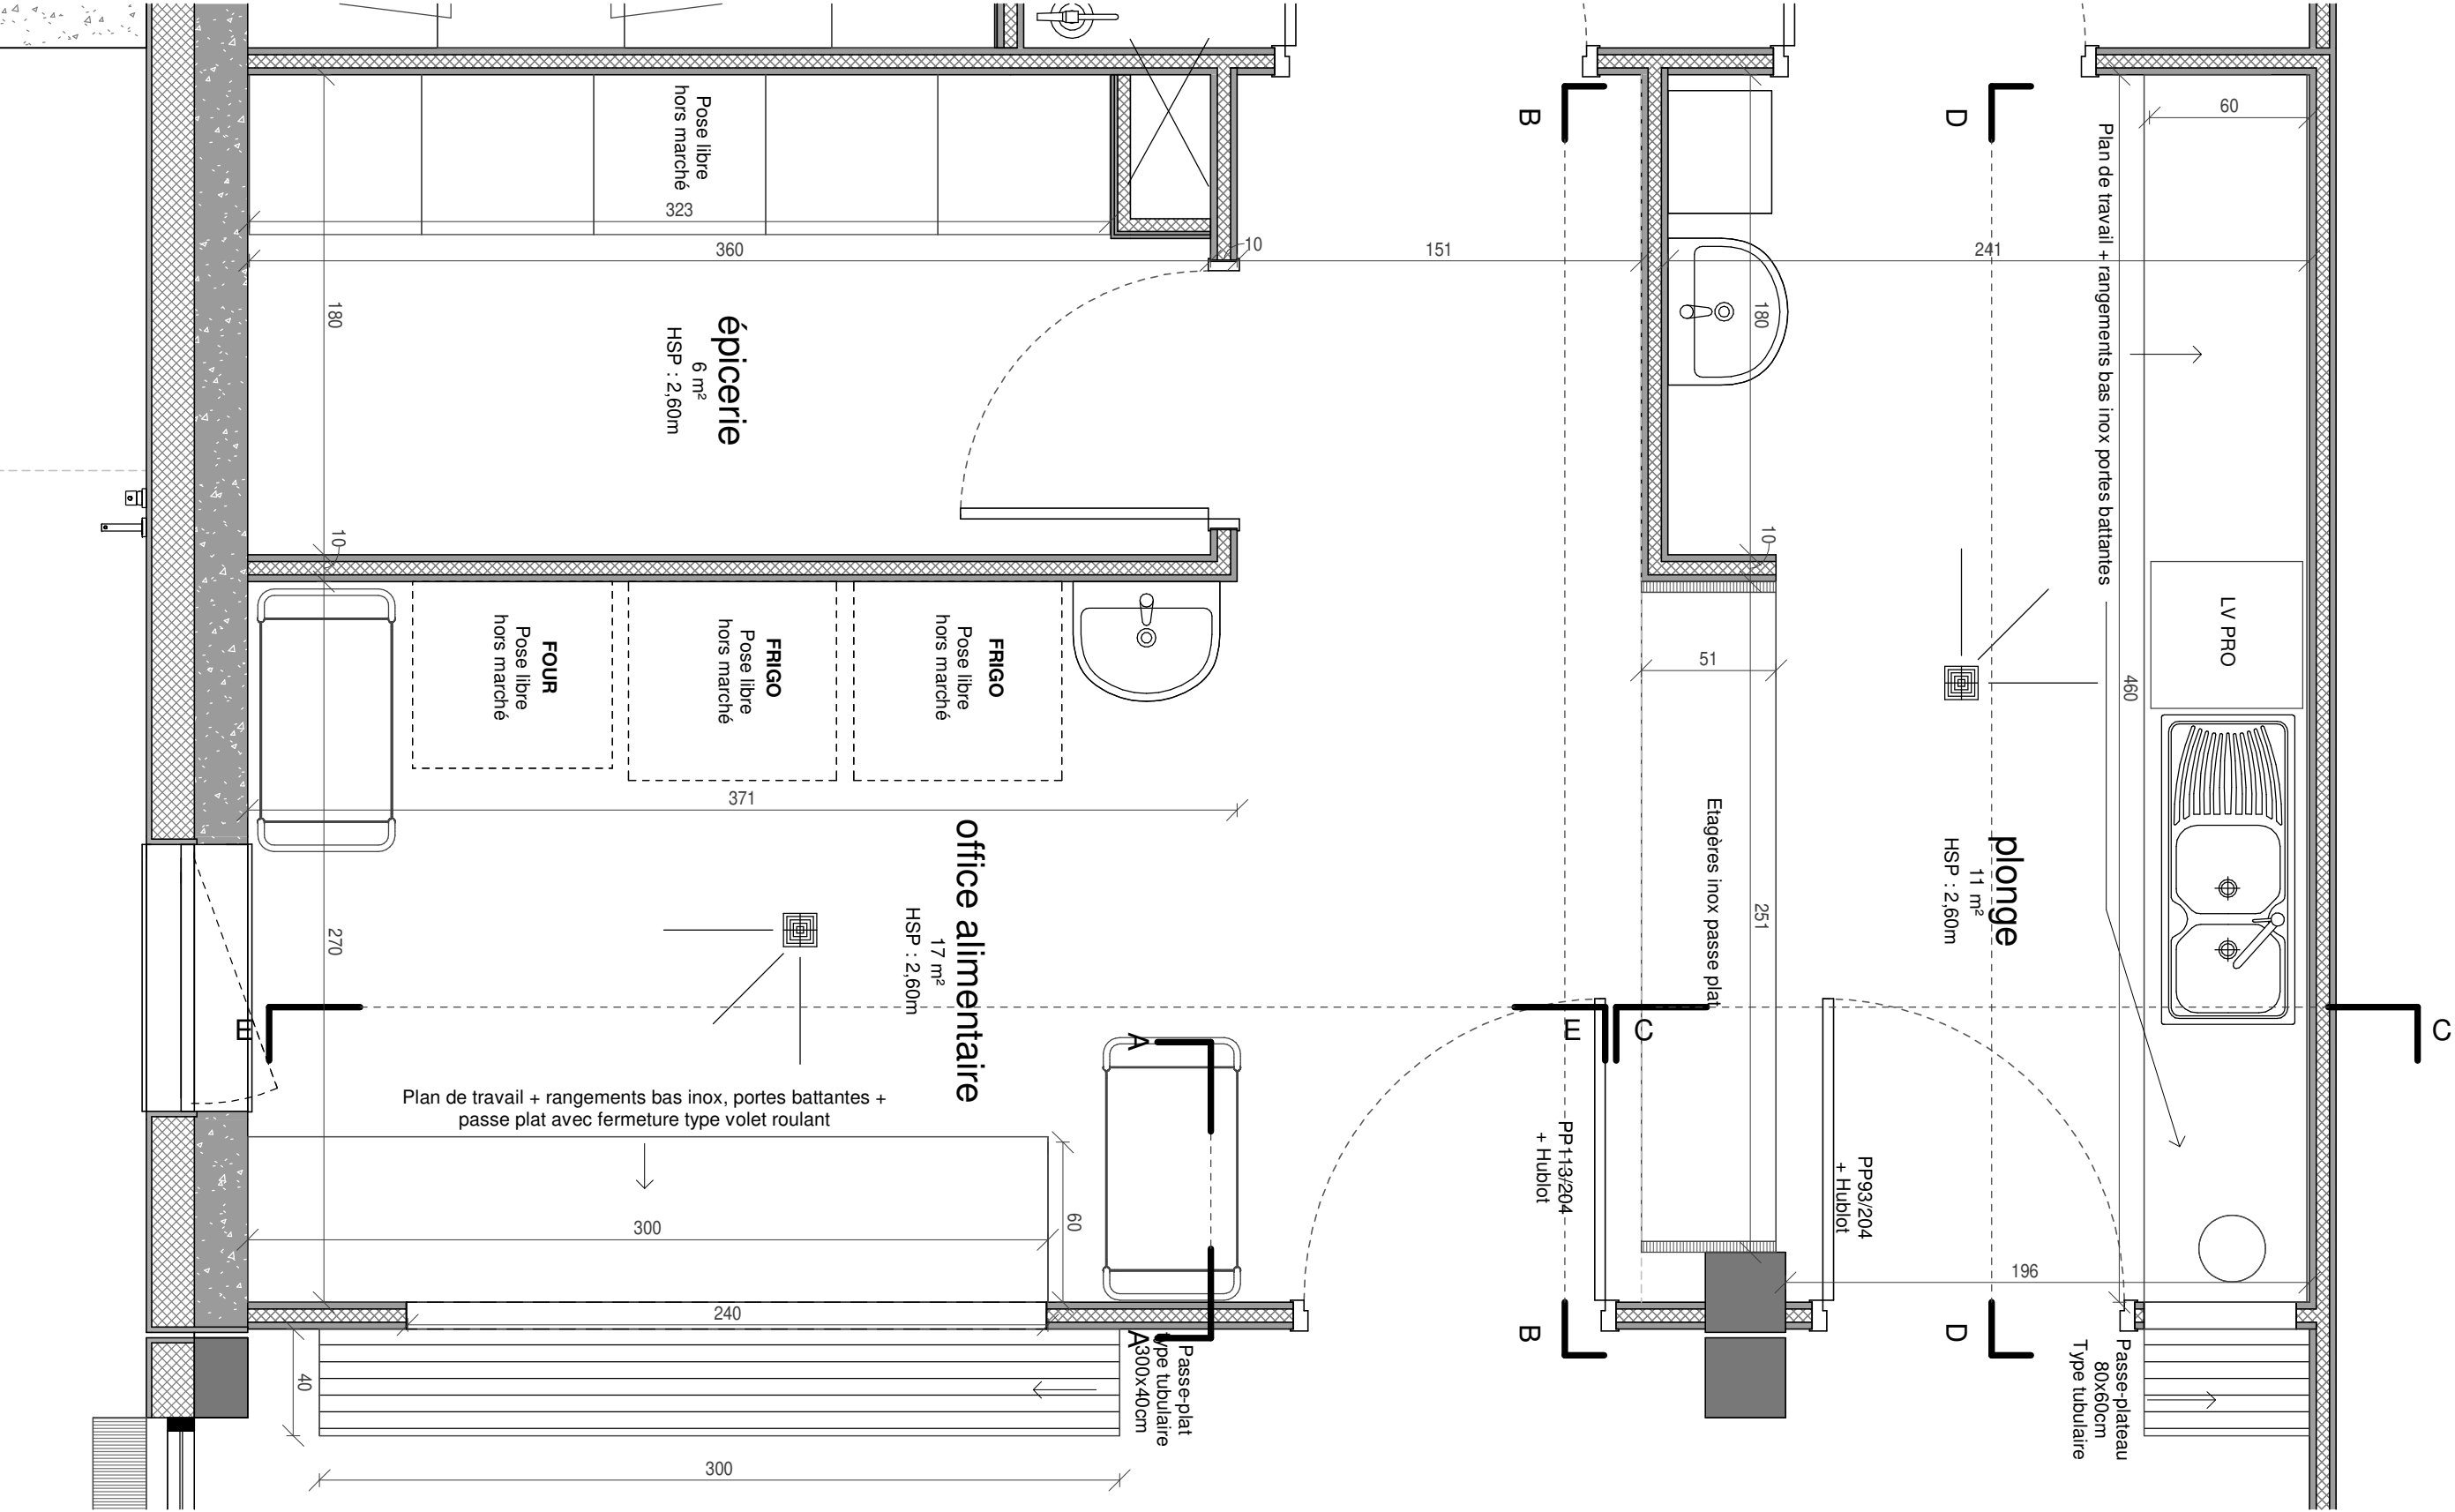 Pose libre
hors marché
323
360
10
151
241
60
B
D
Plan de travail + rangements bas inox portes battantes
180
180
épicerie
6 m²
HSP : 2,60m
10
10
FOUR
Pose libre
hors marché
FRIGO
Pose libre
hors marché
FRIGO
Pose libre
hors marché
51
LV PRO
460
371
office alimentaire
17 m²
HSP : 2,60m
Etagères inox passe plat
251
plonge
11 m²
HSP : 2,60m
270
E
E
C
C
A
Plan de travail + rangements bas inox, portes battantes +
passe plat avec fermeture type volet roulant
PP113/204
+ Hublot
PP93/204
+ Hublot
60
300
240
196
A
B
D
Passe-plat
type tubulaire
300x40cm
Passe-plateau
80x60cm
Type tubulaire
40
300